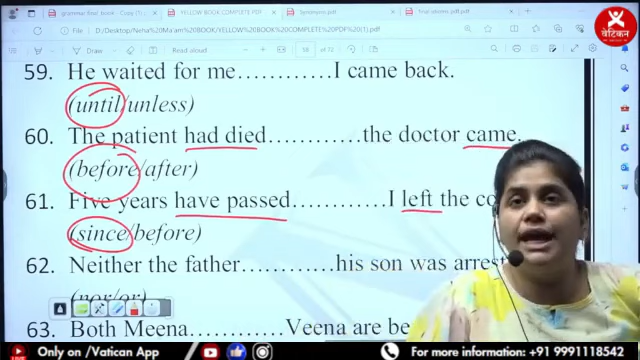 grammar final book - Copy (1).p
YELLOW BOOK COMPLETE PDF (1)
Synonyms.pdf
final idioms pdf.pdf
File
D:/Desktop/Neha%20Ma'am%20YELLOW%20BOOK/YELLOW%20BOOK%20COMPLETE%20PDF%20(1).pdf
Draw
Read aloud
of 72
वेटिकन
59. He waited for me............I came back.
(until/unless)
60. The patient had died............the doctor came.
(before/after)
61. Five years have passed............I left the co
(since/before)
62. Neither the father............his son was arrest
(nor/or)
63. Both Meena............Veena are be
LIVE Only on /Vatican App
For more information : +91 9991118542